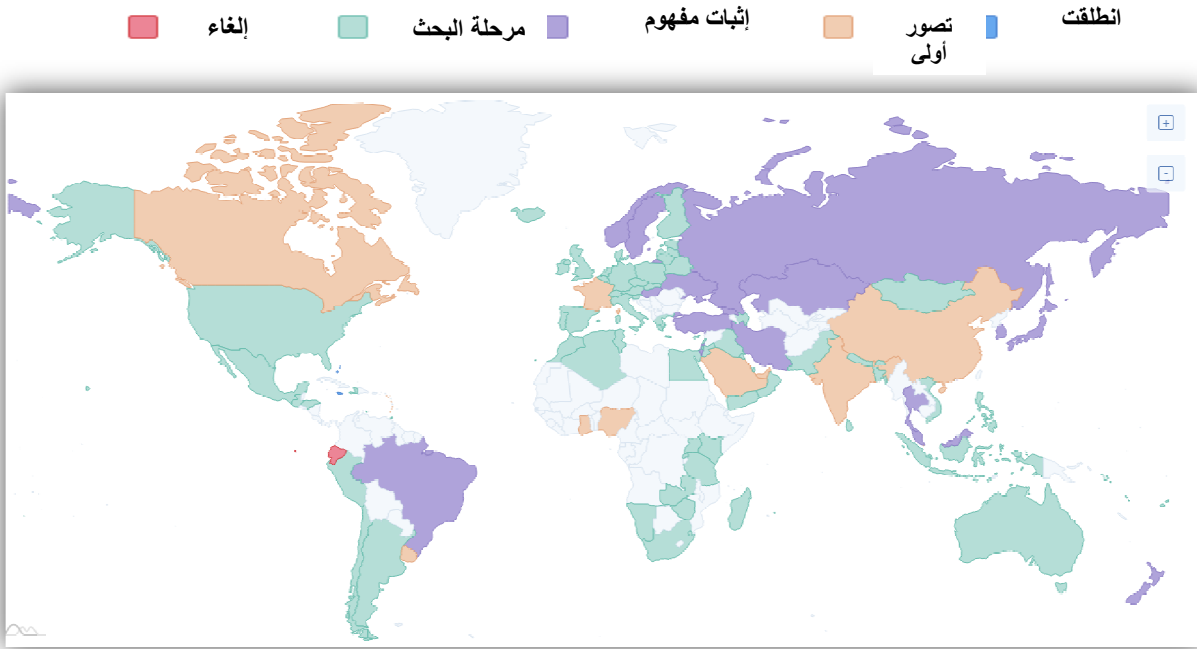 انطلقت
تصور
أولى
إثبات مفهوم
مرحلة البحث
إلغاء
+
-